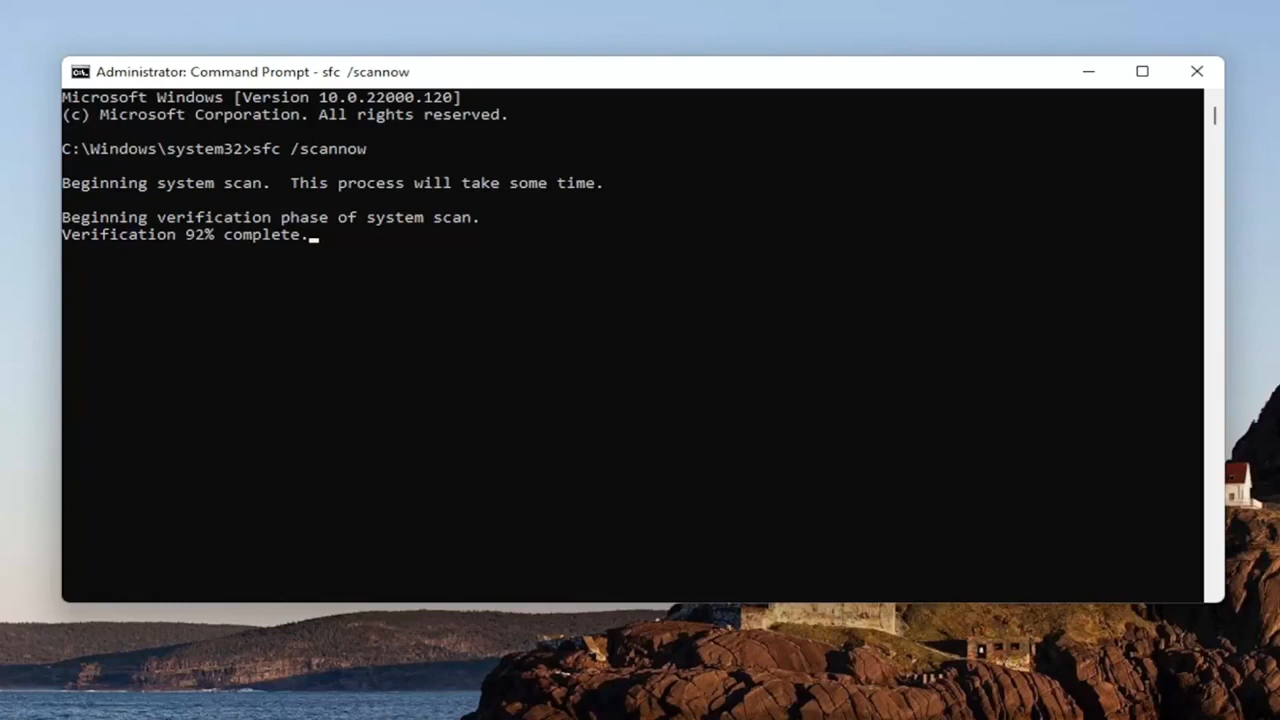 Administrator: Command Prompt - sfc  /scannow
Microsoft Windows [Version 10.0.22000.120]
(c) Microsoft Corporation. All rights reserved.
C:\Windows\system32>sfc /scannow
Beginning system scan.  This process will take some time.
Beginning verification phase of system scan.
Verification 92% complete.